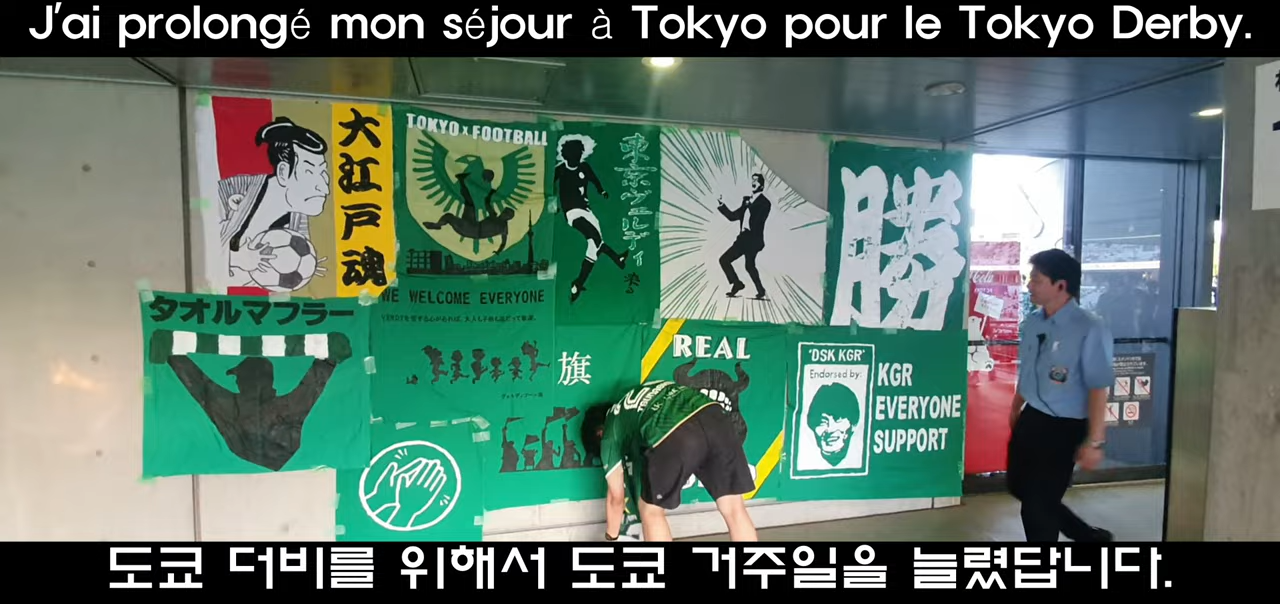 J'ai prolongé mon séjour à Tokyo pour le Tokyo Derby.
大江戸魂
TOKYO x FOOTBALL
東京ヴェルディ
勝
WE WELCOME EVERYONE
タオルマフラー
旗
REAL
'DSK KGR'
Endorsed by:
KGR
EVERYONE
SUPPORT
도쿄 더비를 위해서 도쿄 거주일을 늘렸답니다.